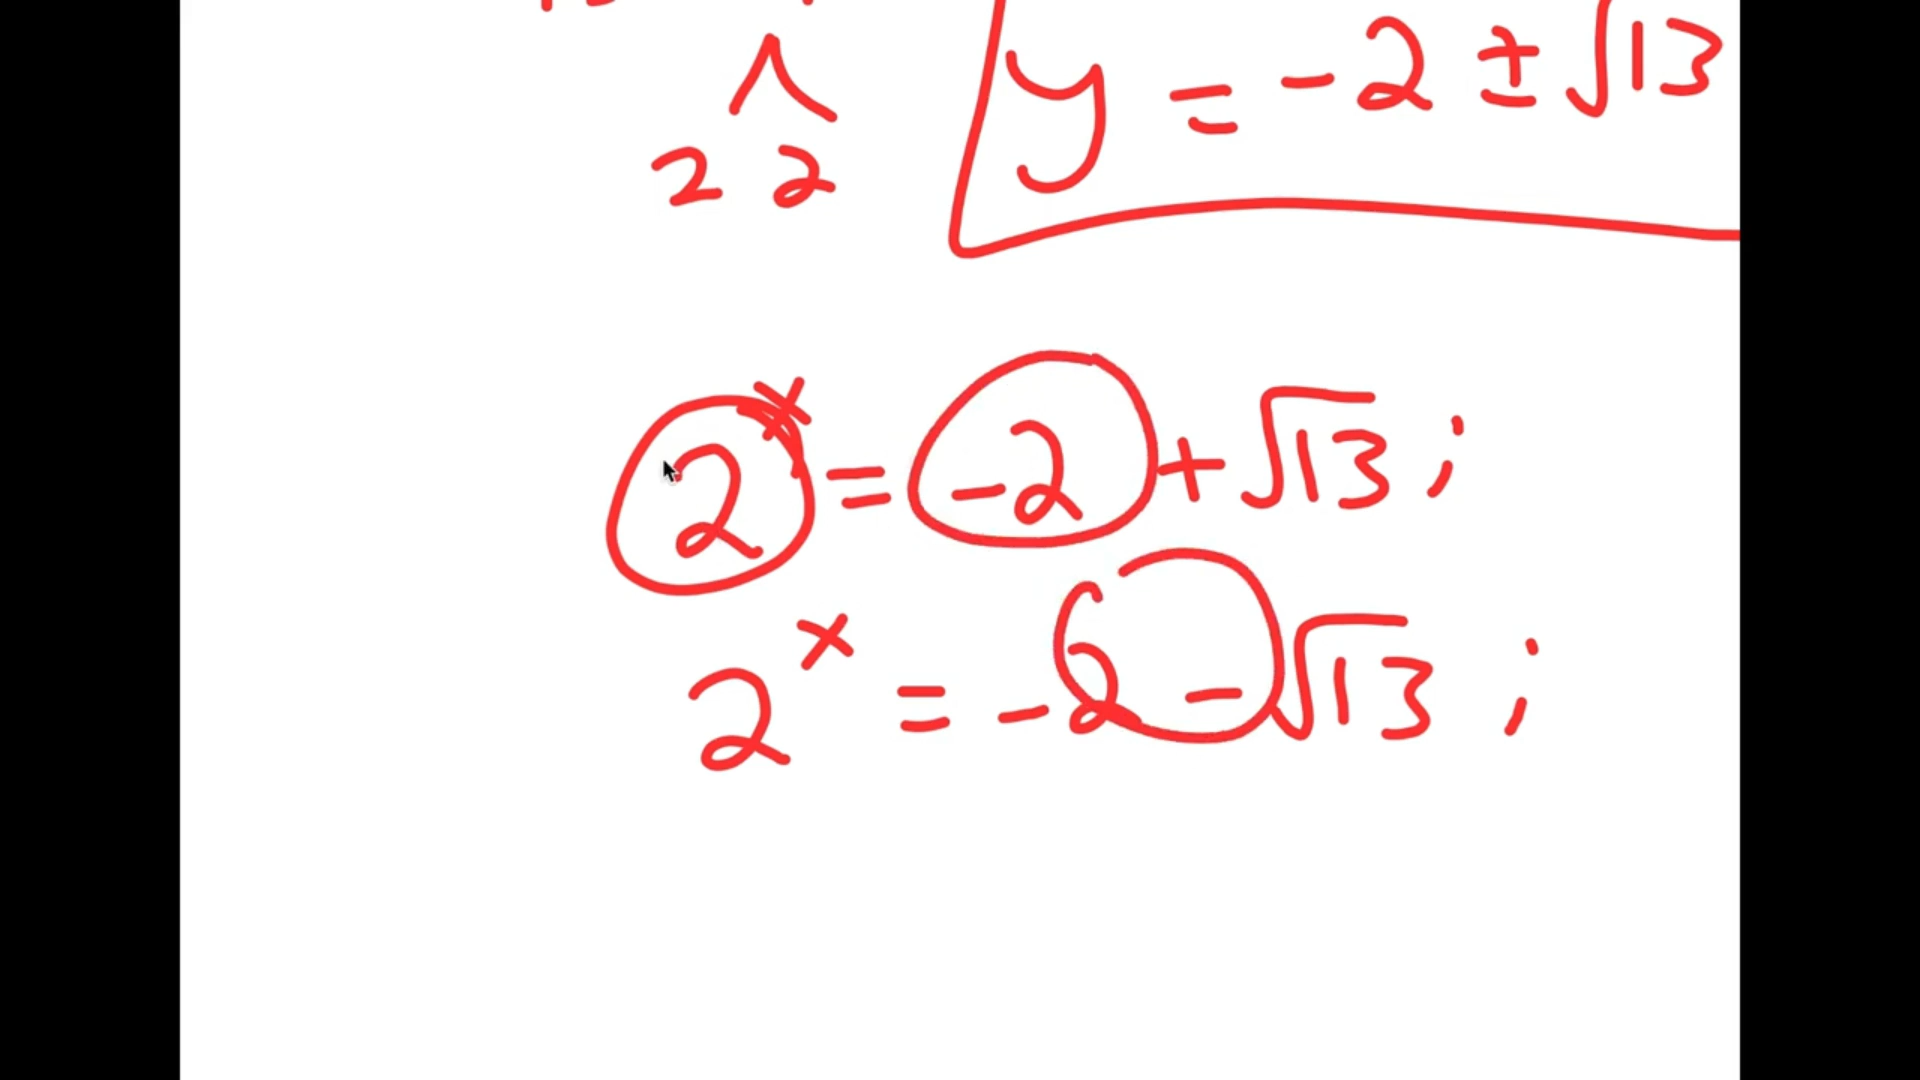 y = -2 ± √13
2 2
2^x = -2 + √13 i
2^x = -2 - √13 i